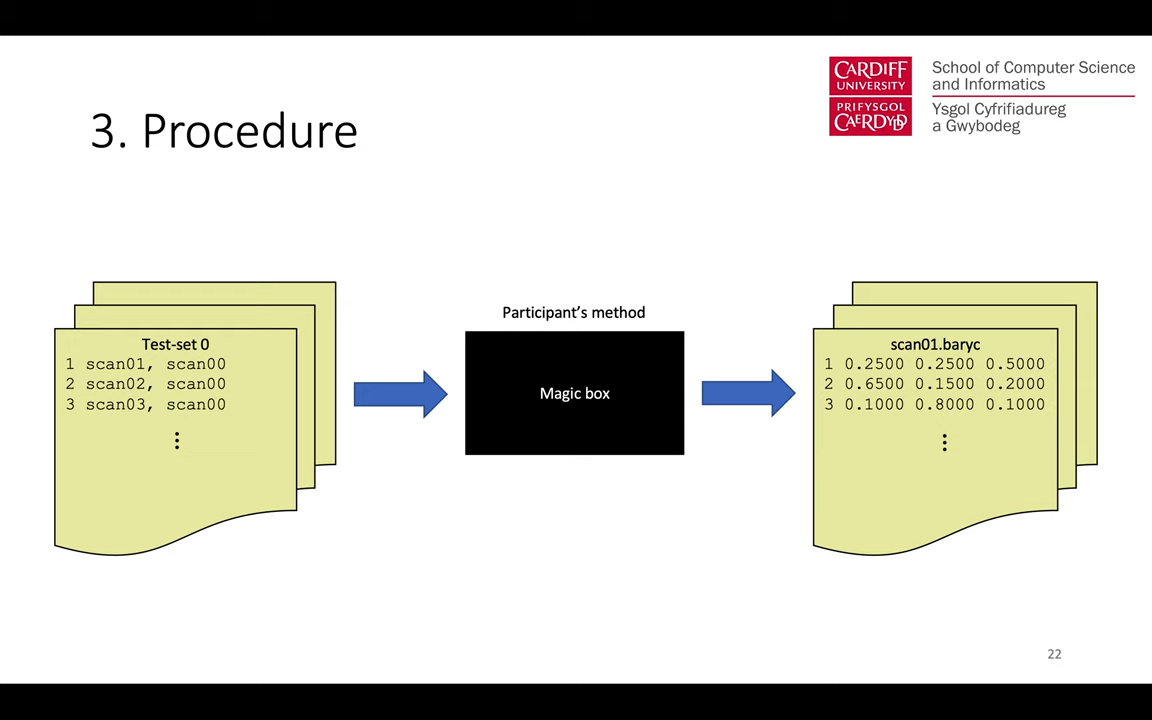 CARDIFF
UNIVERSITY
PRIFYSGOL
CAERDYDD
School of Computer Science
and Informatics
Ysgol Cyfrifiadureg
a Gwybodeg
3. Procedure
Test-set 0
1 scan01, scan00
2 scan02, scan00
3 scan03, scan00
⋮
Participant’s method
Magic box
scan01.baryc
1 0.2500 0.2500 0.5000
2 0.6500 0.1500 0.2000
3 0.1000 0.8000 0.1000
⋮
22